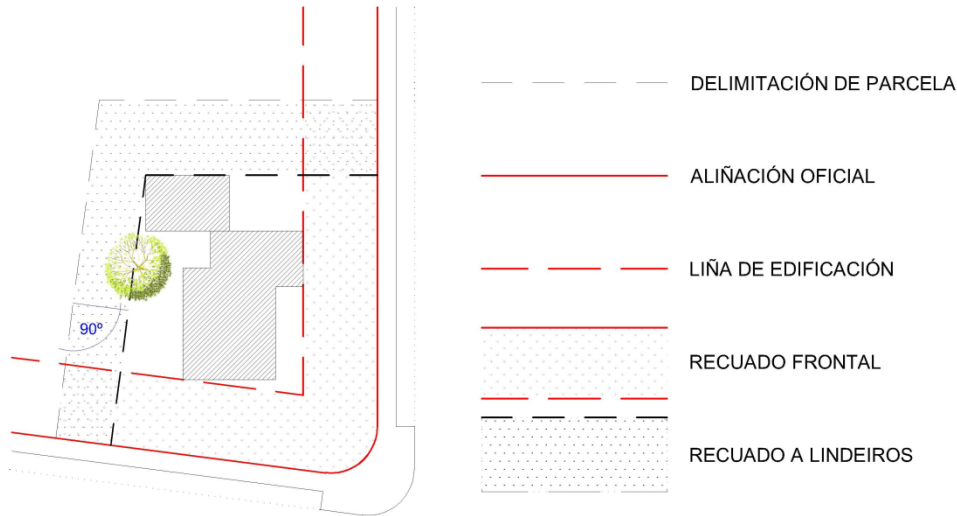 DELIMITACIÓN DE PARCELA
ALIÑACIÓN OFICIAL
LIÑA DE EDIFICACIÓN
90º
RECUADO FRONTAL
RECUADO A LINDEIROS